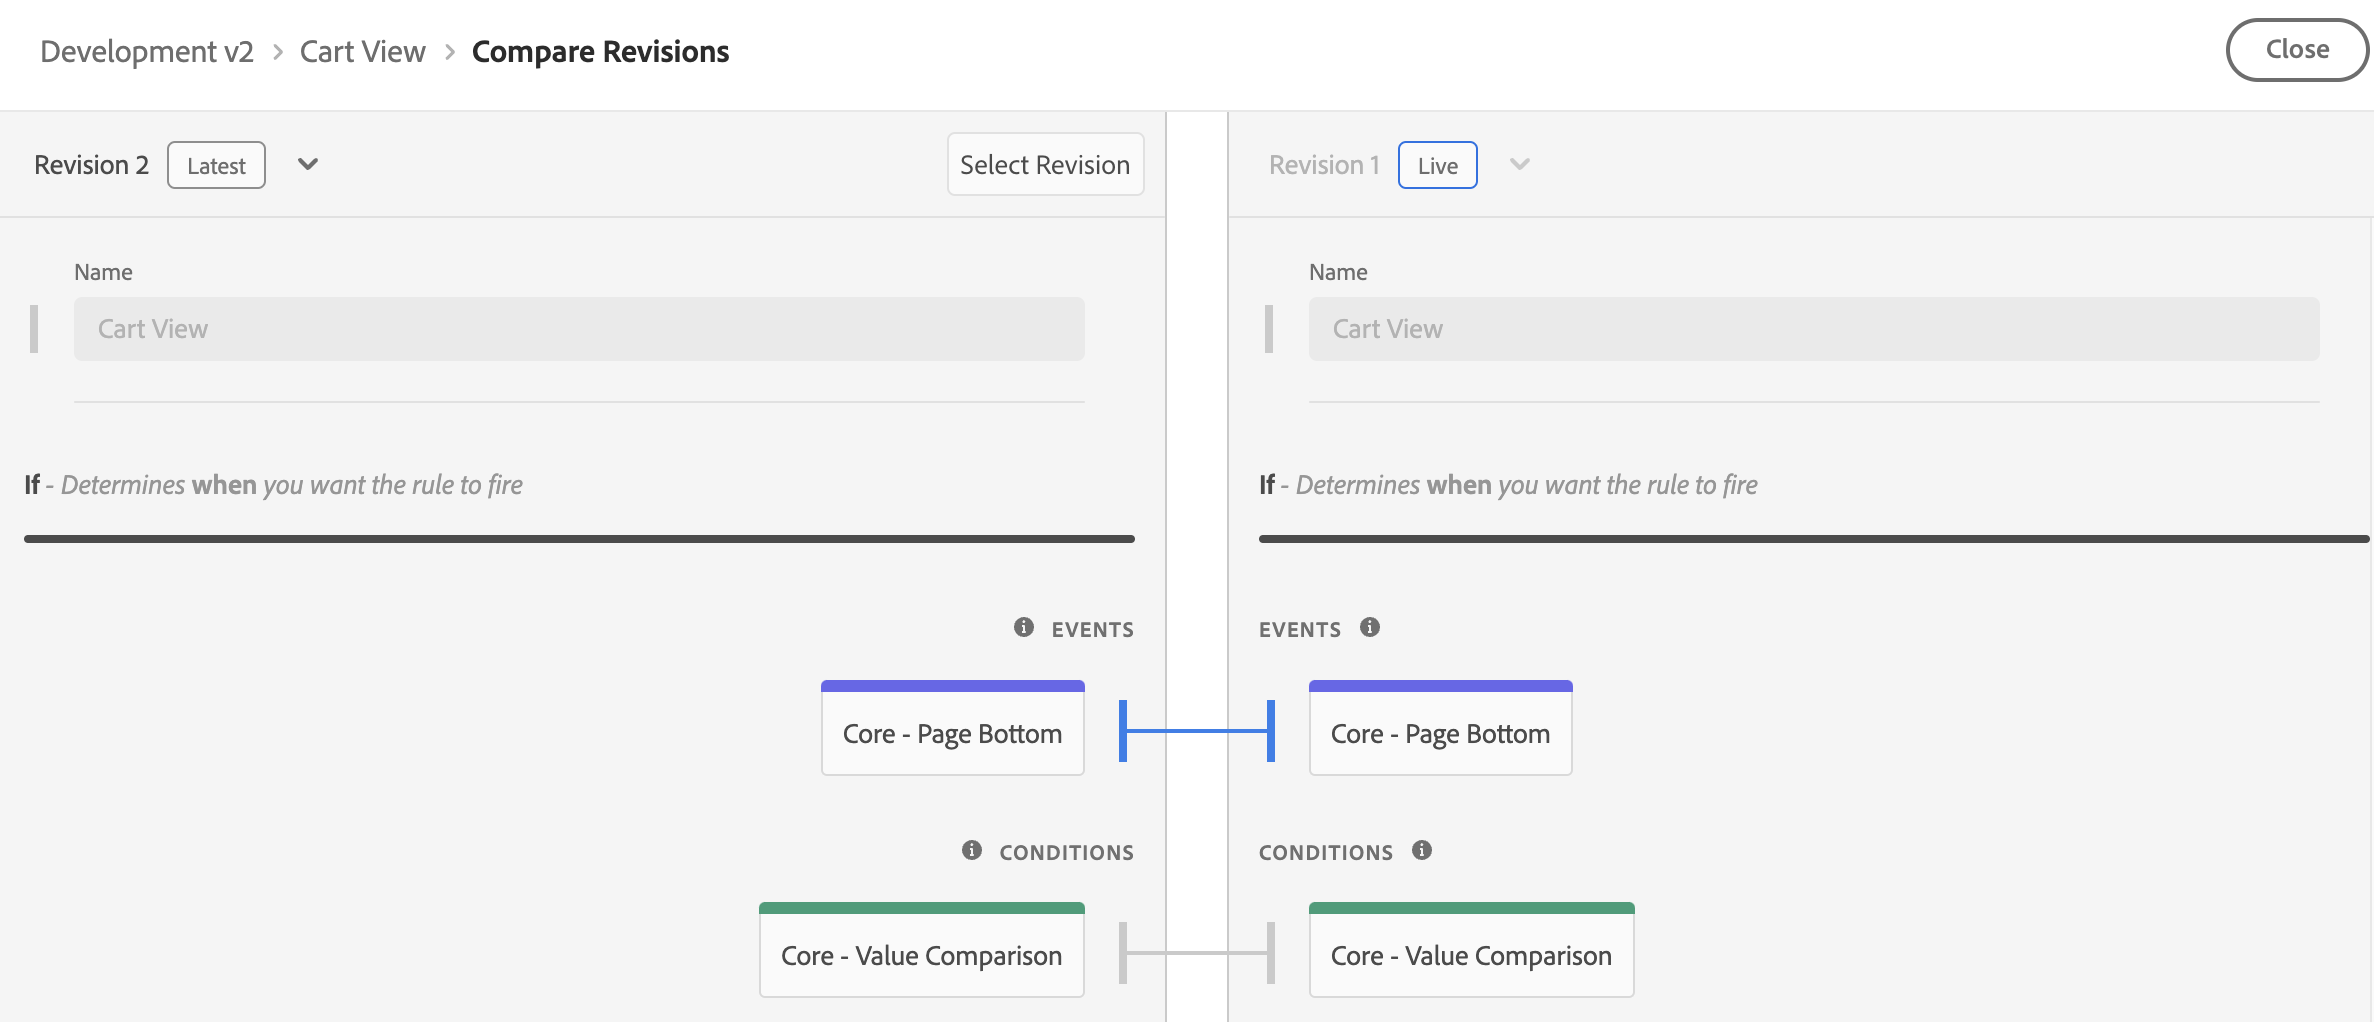 Development v2 > Cart View > Compare Revisions
Close
Revision 2 Latest
Select Revision
Name
Cart View
If - Determines when you want the rule to fire
EVENTS
Core - Page Bottom
CONDITIONS
Core - Value Comparison
Revision 1 Live
Name
Cart View
If - Determines when you want the rule to fire
EVENTS
Core - Page Bottom
CONDITIONS
Core - Value Comparison